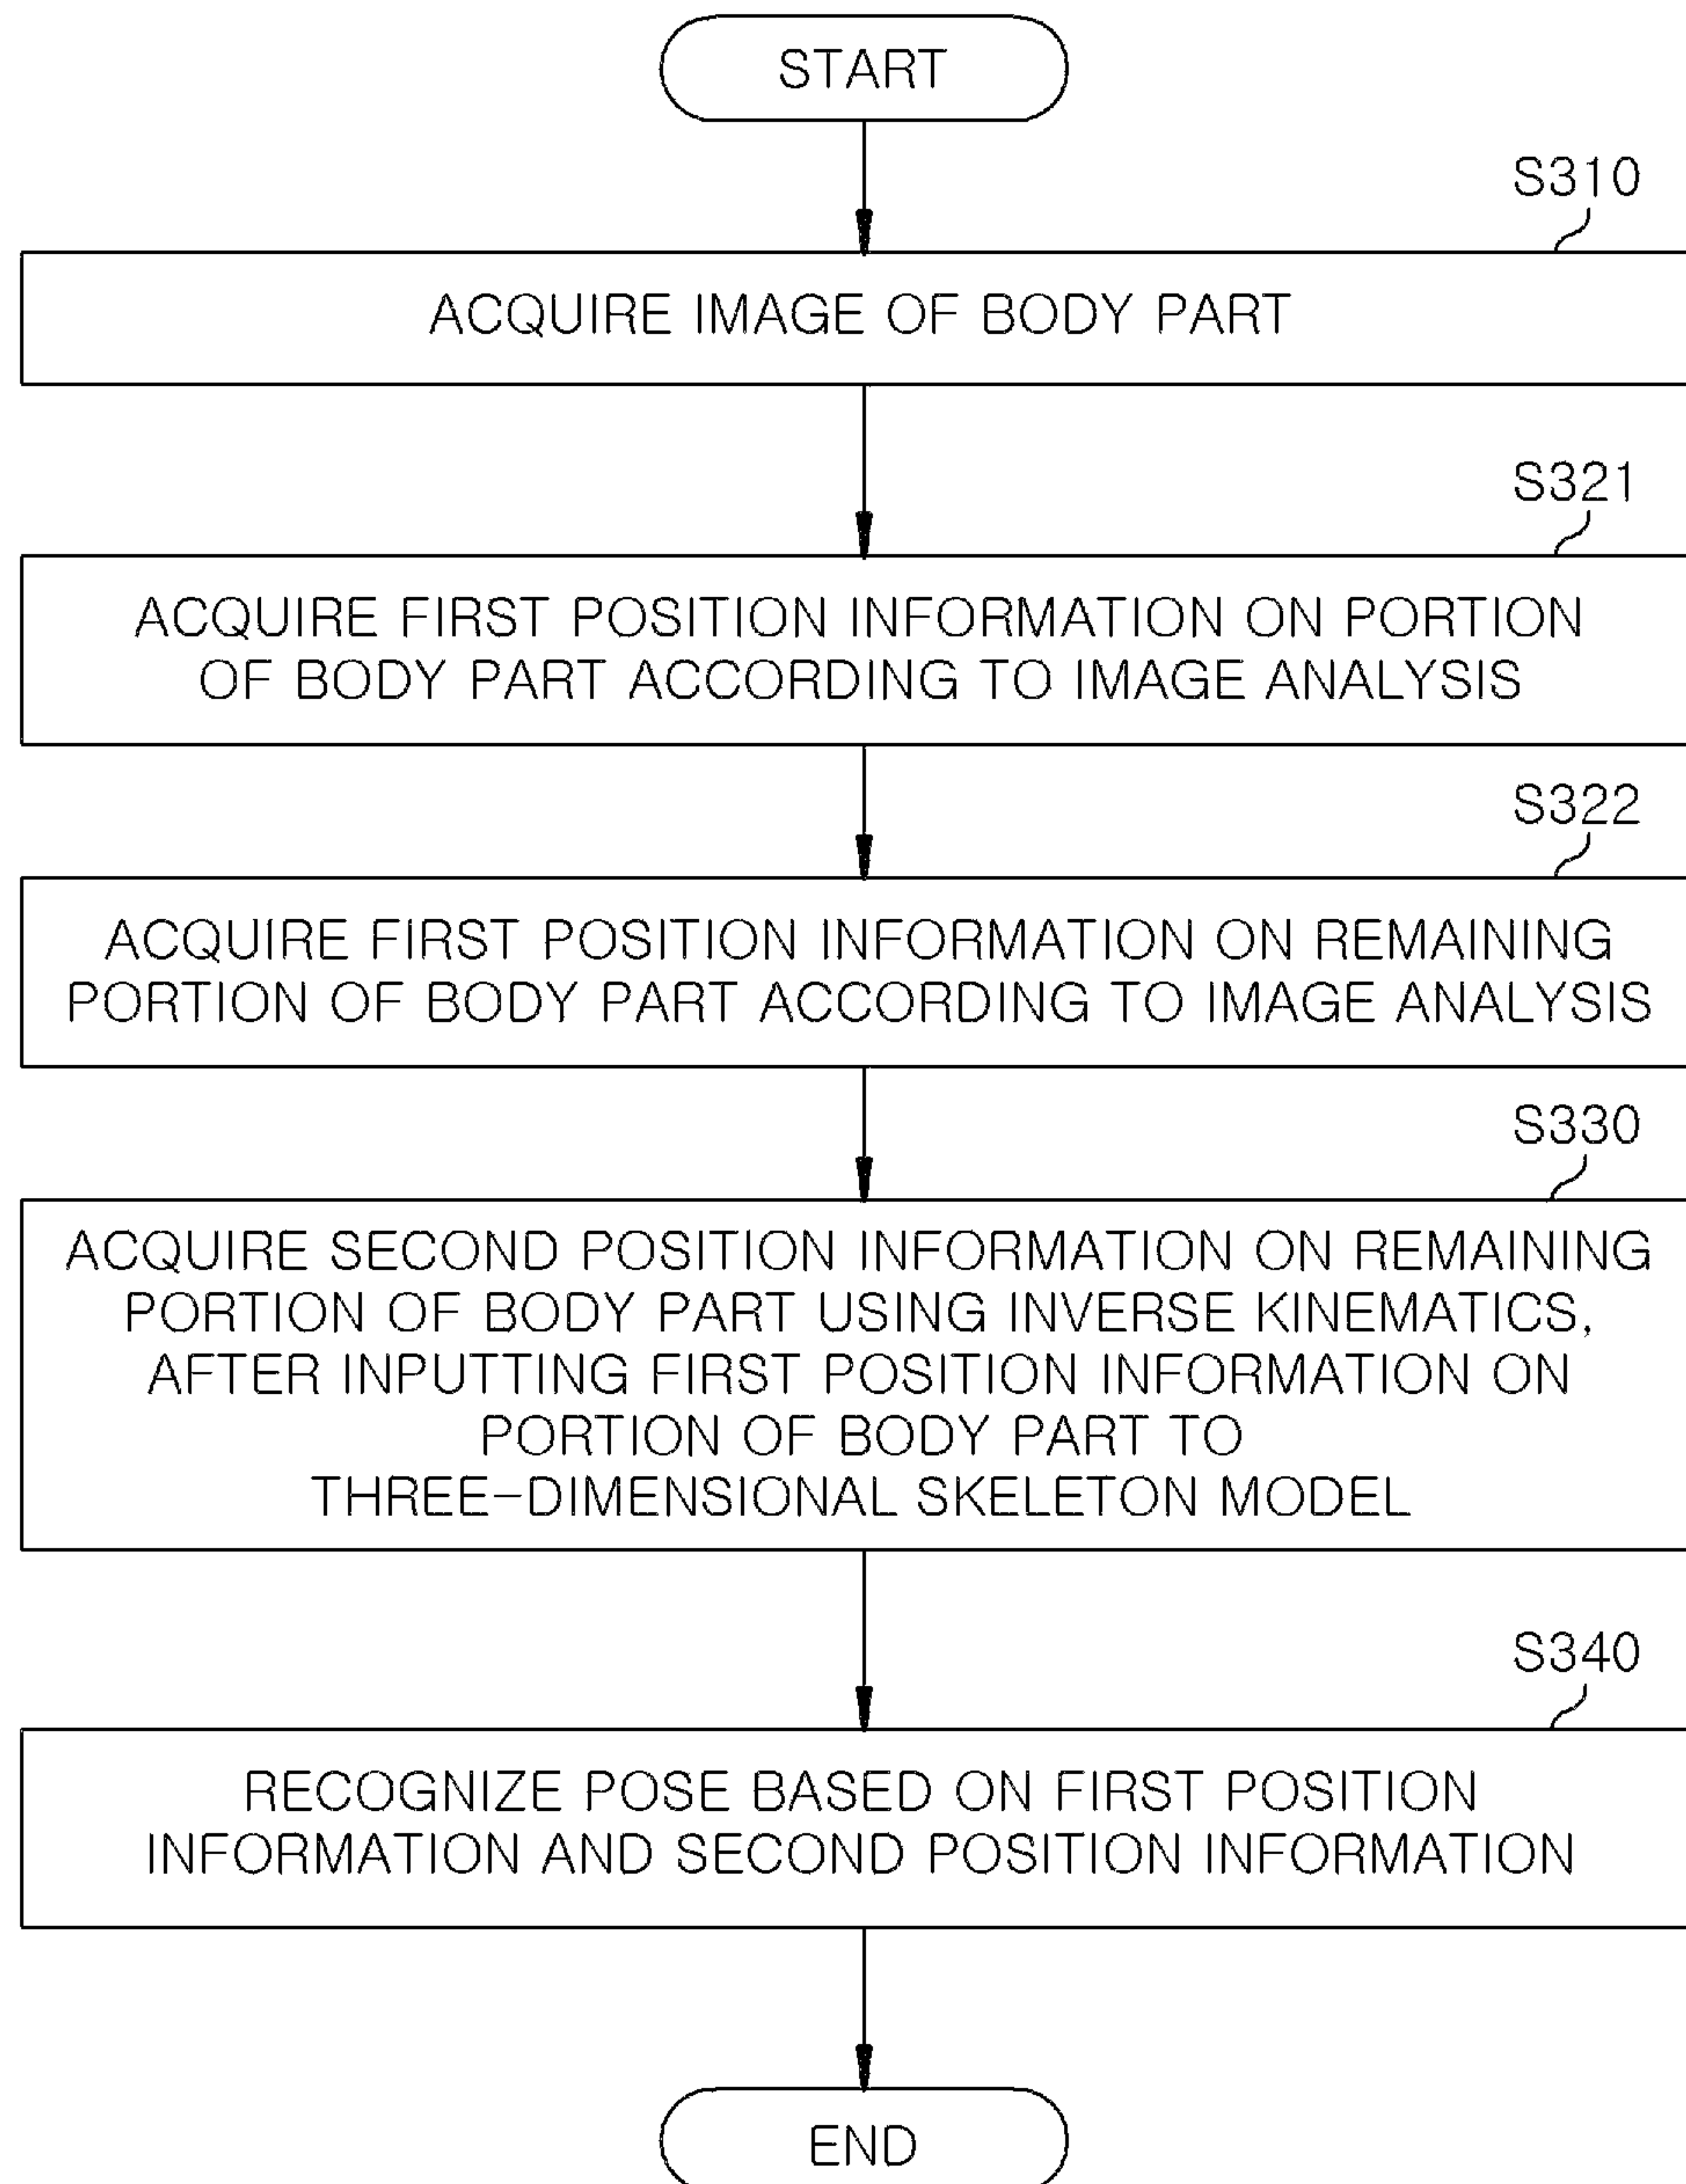 START
S310
ACQUIRE IMAGE OF BODY PART
S321
ACQUIRE FIRST POSITION INFORMATION ON PORTION
OF BODY PART ACCORDING TO IMAGE ANALYSIS
S322
ACQUIRE FIRST POSITION INFORMATION ON REMAINING
PORTION OF BODY PART ACCORDING TO IMAGE ANALYSIS
S330
ACQUIRE SECOND POSITION INFORMATION ON REMAINING
PORTION OF BODY PART USING INVERSE KINEMATICS,
AFTER INPUTTING FIRST POSITION INFORMATION ON
PORTION OF BODY PART TO
THREE-DIMENSIONAL SKELETON MODEL
S340
RECOGNIZE POSE BASED ON FIRST POSITION
INFORMATION AND SECOND POSITION INFORMATION
END